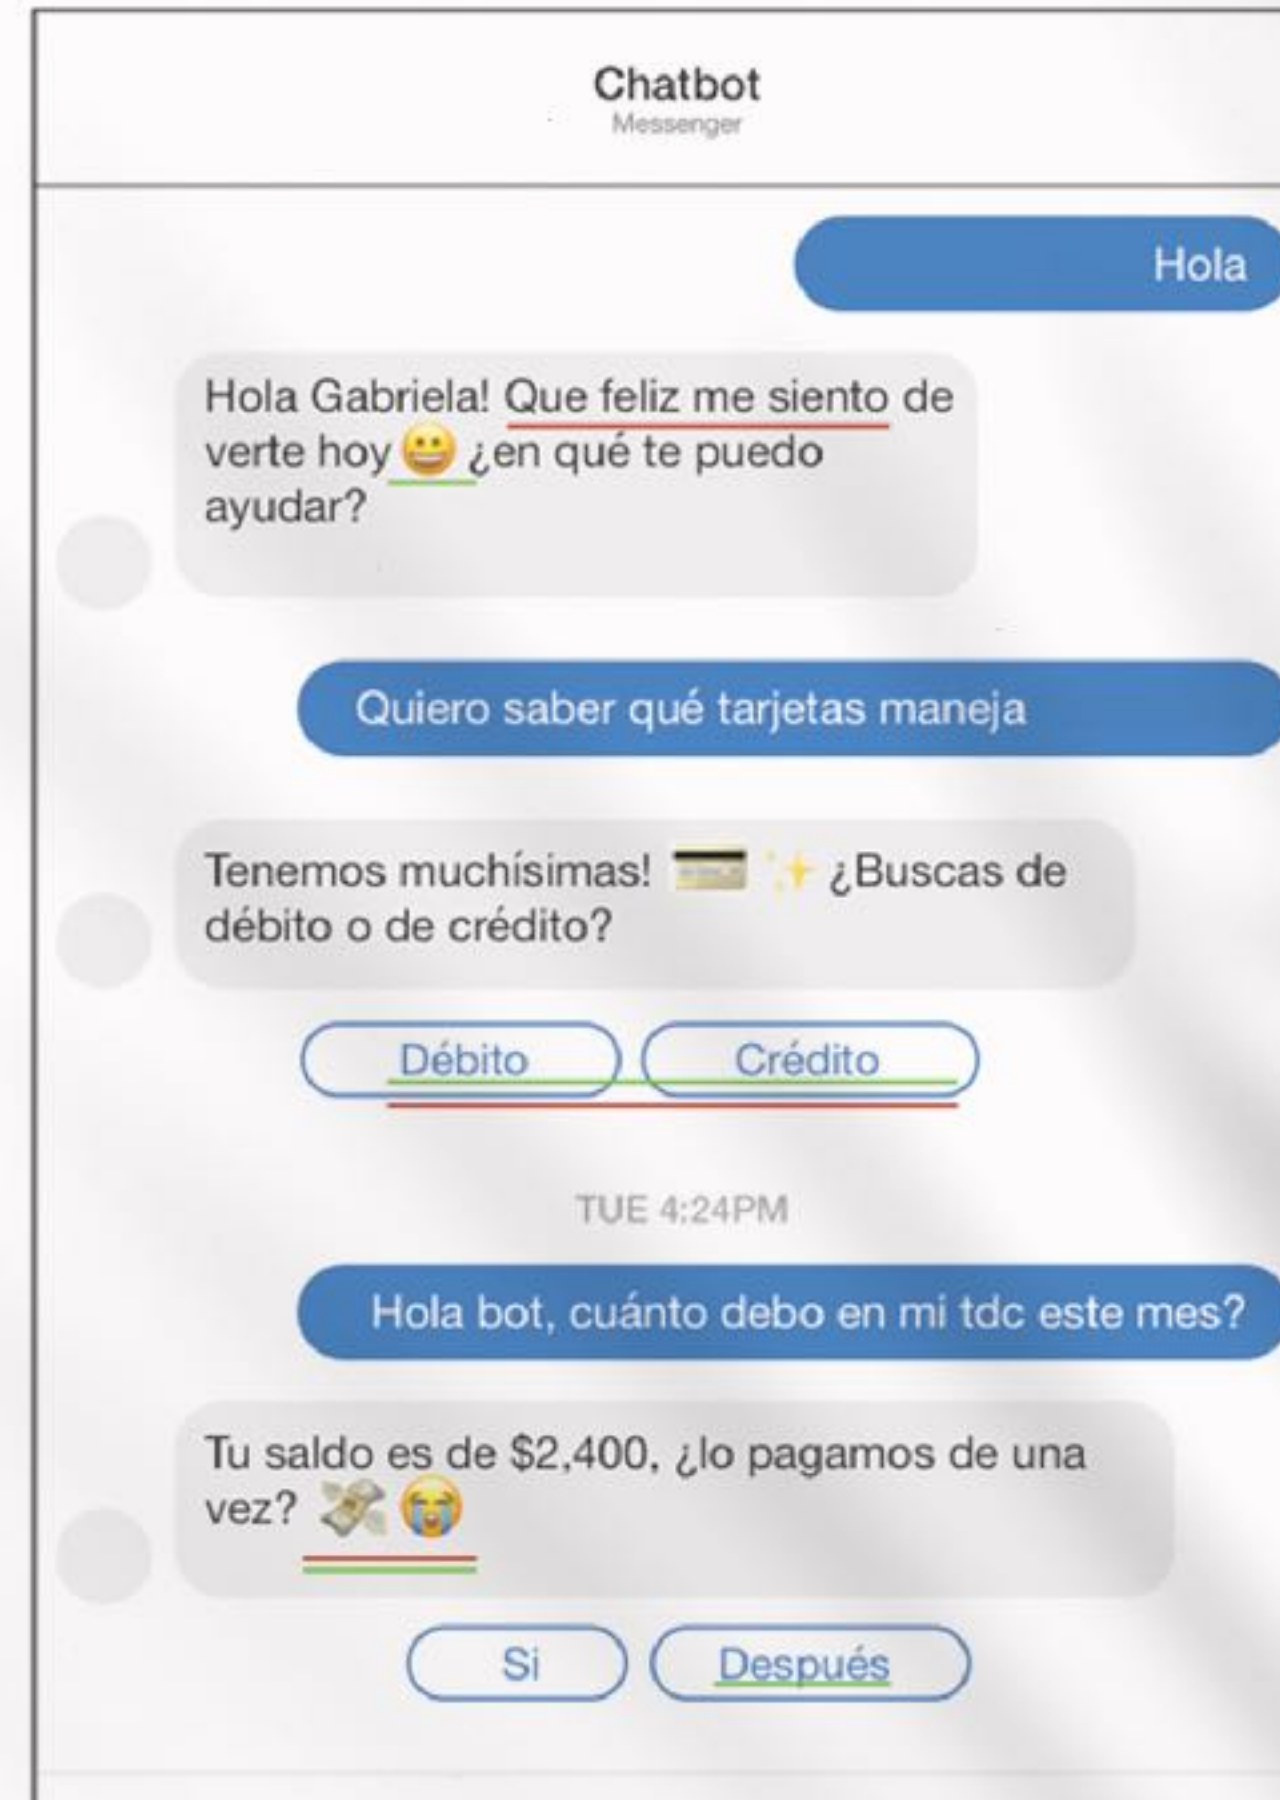 Chatbot
Messenger
Hola
Hola Gabriela! Que feliz me siento de
verte hoy 😀 ¿en qué te puedo
ayudar?
Quiero saber qué tarjetas maneja
Tenemos muchísimas! 💳 ✨ ¿Buscas de
débito o de crédito?
Débito Crédito
TUE 4:24PM
Hola bot, cuánto debo en mi tdc este mes?
Tu saldo es de $2,400, ¿lo pagamos de una
vez? 💸 😭
Si Después